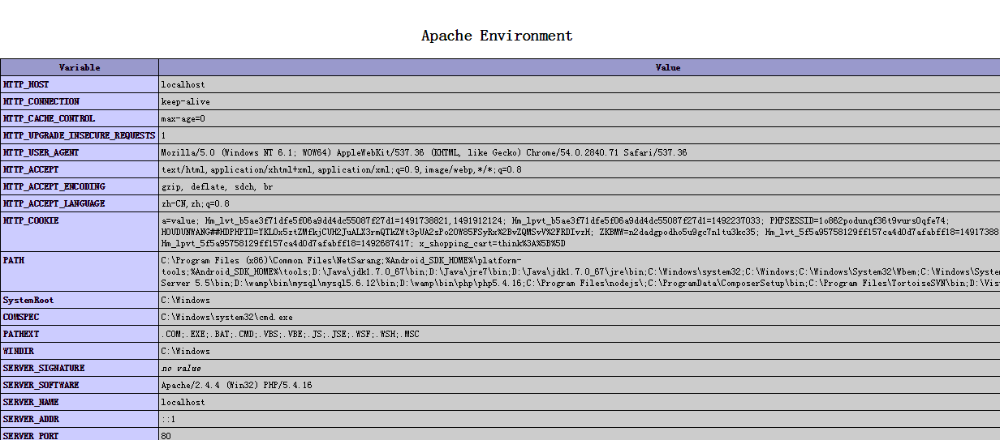 Apache Environment
Variable Value
HTTP_HOST localhost
HTTP_CONNECTION keep-alive
HTTP_CACHE_CONTROL max-age=0
HTTP_UPGRADE_INSECURE_REQUESTS 1
HTTP_USER_AGENT Mozilla/5.0 (Windows NT 6.1; WOW64) AppleWebKit/537.36 (KHTML, like Gecko) Chrome/54.0.2840.71 Safari/537.36
HTTP_ACCEPT text/html,application/xhtml+xml,application/xml;q=0.9,image/webp,*/*;q=0.8
HTTP_ACCEPT_ENCODING gzip, deflate, sdch, br
HTTP_ACCEPT_LANGUAGE zh-CN,zh;q=0.8
HTTP_COOKIE a=value; Hm_lvt_b5ae3f71dfe5f06a9dd4dc55087f27d1=1491738821,1491912124; Hm_lpvt_b5ae3f71dfe5f06a9dd4dc55087f27d1=1492237033; PHPSESSID=1o862podunqf36t9vurs0qfe74;
HOUDUNWANG##HDPHPID=YKLOx5ztZMfkjCUH2JuALX3rmQTkZWt3pUA2sPo2OW85FSyRx%2BvZQMSvV%2FRDIvzH; ZKBMW=n2dadgpodho5u9gc7n1tu3kc35; Hm_lvt_5f5a95758129ff157ca4d0d7afabff18=14917388
Hm_lpvt_5f5a95758129ff157ca4d0d7afabff18=1492687417; x_shopping_cart=think%3A%5B%5D
PATH C:\Program Files (x86)\Common Files\NetSarang;%Android_SDK_HOME%\platform-
tools;%Android_SDK_HOME%\tools;D:\Java\jdk1.7.0_67\bin;D:\Java\jre7\bin;D:\Java\jdk1.7.0_67\jre\bin;C:\Windows\system32;C:\Windows;C:\Windows\System32\Wbem;C:\Windows\System
Server 5.5\bin;D:\wamp\bin\mysql\mysql5.6.12\bin;D:\wamp\bin\php\php5.4.16;C:\Program Files\nodejs\;C:\ProgramData\ComposerSetup\bin;C:\Program Files\TortoiseSVN\bin;D:\Vis
SystemRoot C:\Windows
COMSPEC C:\Windows\system32\cmd.exe
PATHEXT .COM;.EXE;.BAT;.CMD;.VBS;.VBE;.JS;.JSE;.WSF;.WSH;.MSC
WINDIR C:\Windows
SERVER_SIGNATURE no value
SERVER_SOFTWARE Apache/2.4.4 (Win32) PHP/5.4.16
SERVER_NAME localhost
SERVER_ADDR ::1
SERVER_PORT 80